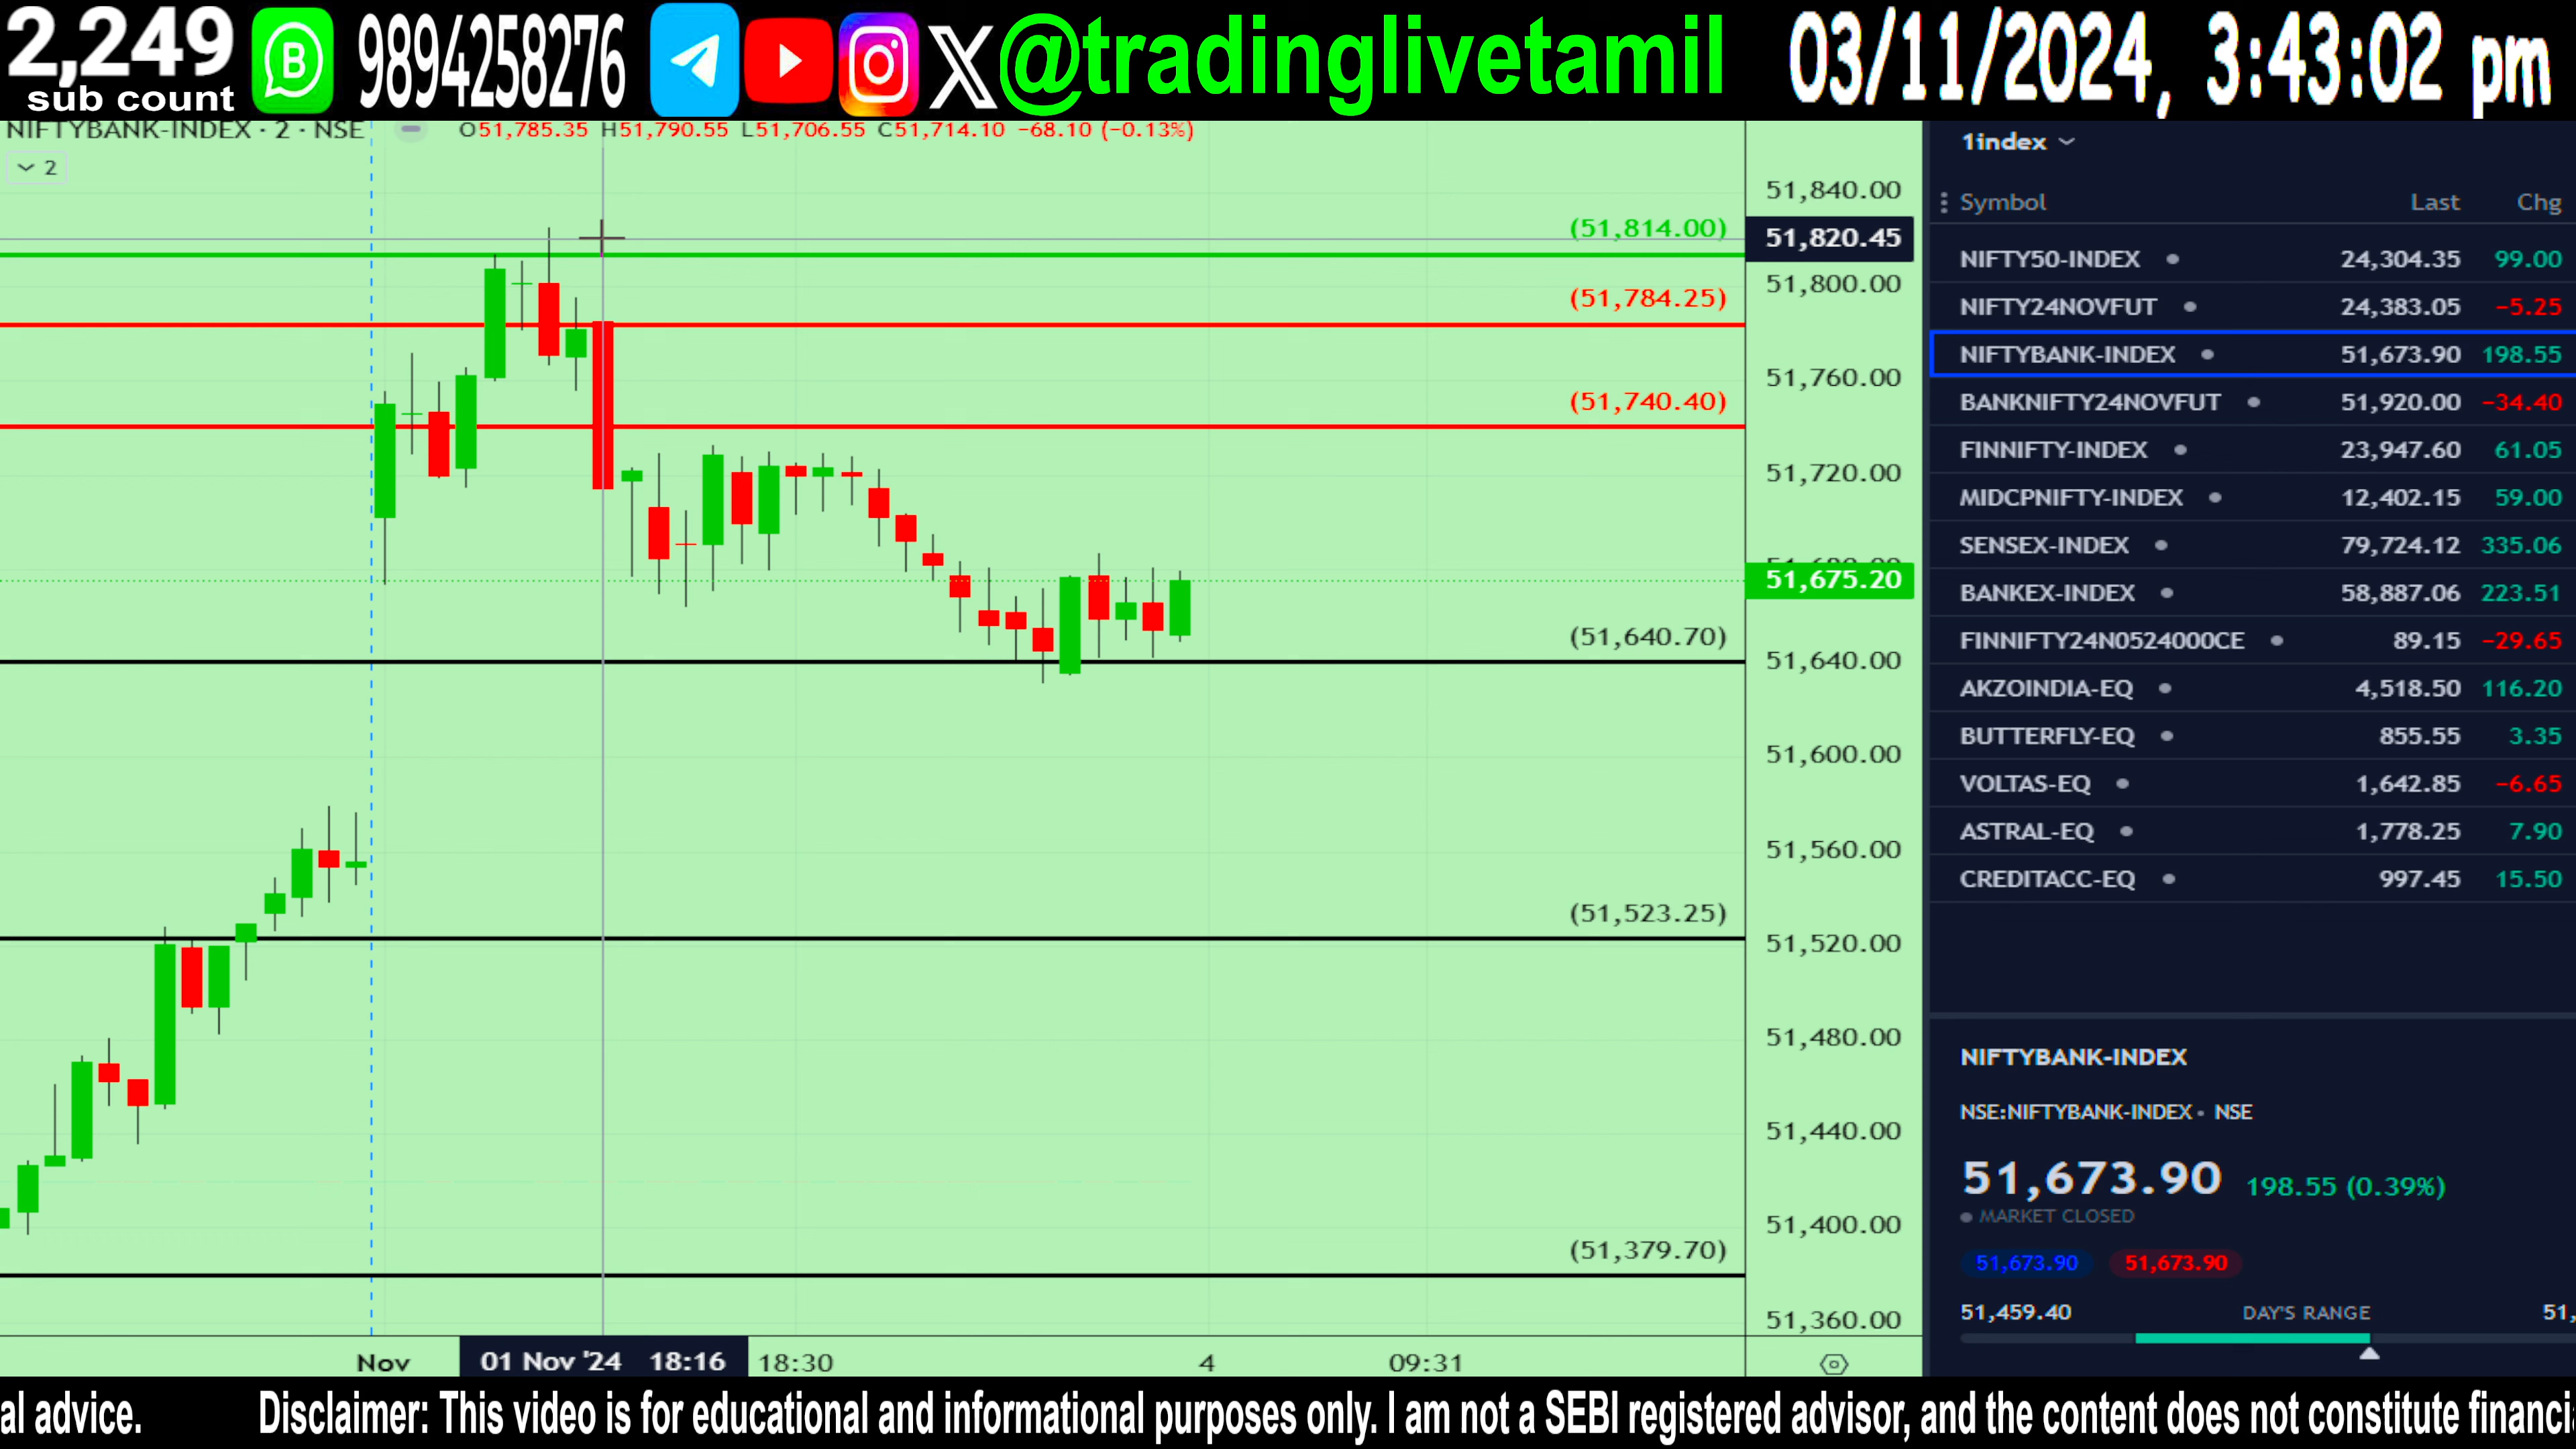 2,249
sub count
9894258276
@tradinglivetamil
03/11/2024, 3:43:02 pm
NIFTYBANK-INDEX · 2 · NSE
O51,785.35 H51,790.55 L51,706.55 C51,714.10 −68.10 (−0.13%)
2
(51,814.00)
(51,784.25)
(51,740.40)
(51,640.70)
(51,523.25)
(51,379.70)
51,840.00
51,820.45
51,800.00
51,760.00
51,720.00
51,675.20
51,640.00
51,600.00
51,560.00
51,520.00
51,480.00
51,440.00
51,400.00
51,360.00
Nov
01 Nov '24 18:16
18:30
4
09:31
1index
Symbol Last Chg
NIFTY50-INDEX 24,304.35 99.00
NIFTY24NOVFUT 24,383.05 −5.25
NIFTYBANK-INDEX 51,673.90 198.55
BANKNIFTY24NOVFUT 51,920.00 −34.40
FINNIFTY-INDEX 23,947.60 61.05
MIDCPNIFTY-INDEX 12,402.15 59.00
SENSEX-INDEX 79,724.12 335.06
BANKEX-INDEX 58,887.06 223.51
FINNIFTY24N0524000CE 89.15 −29.65
AKZOINDIA-EQ 4,518.50 116.20
BUTTERFLY-EQ 855.55 3.35
VOLTAS-EQ 1,642.85 −6.65
ASTRAL-EQ 1,778.25 7.90
CREDITACC-EQ 997.45 15.50
NIFTYBANK-INDEX
NSE:NIFTYBANK-INDEX • NSE
51,673.90 198.55 (0.39%)
MARKET CLOSED
51,673.90 51,673.90
51,459.40 DAY'S RANGE 51,
al advice. Disclaimer: This video is for educational and informational purposes only. I am not a SEBI registered advisor, and the content does not constitute financi